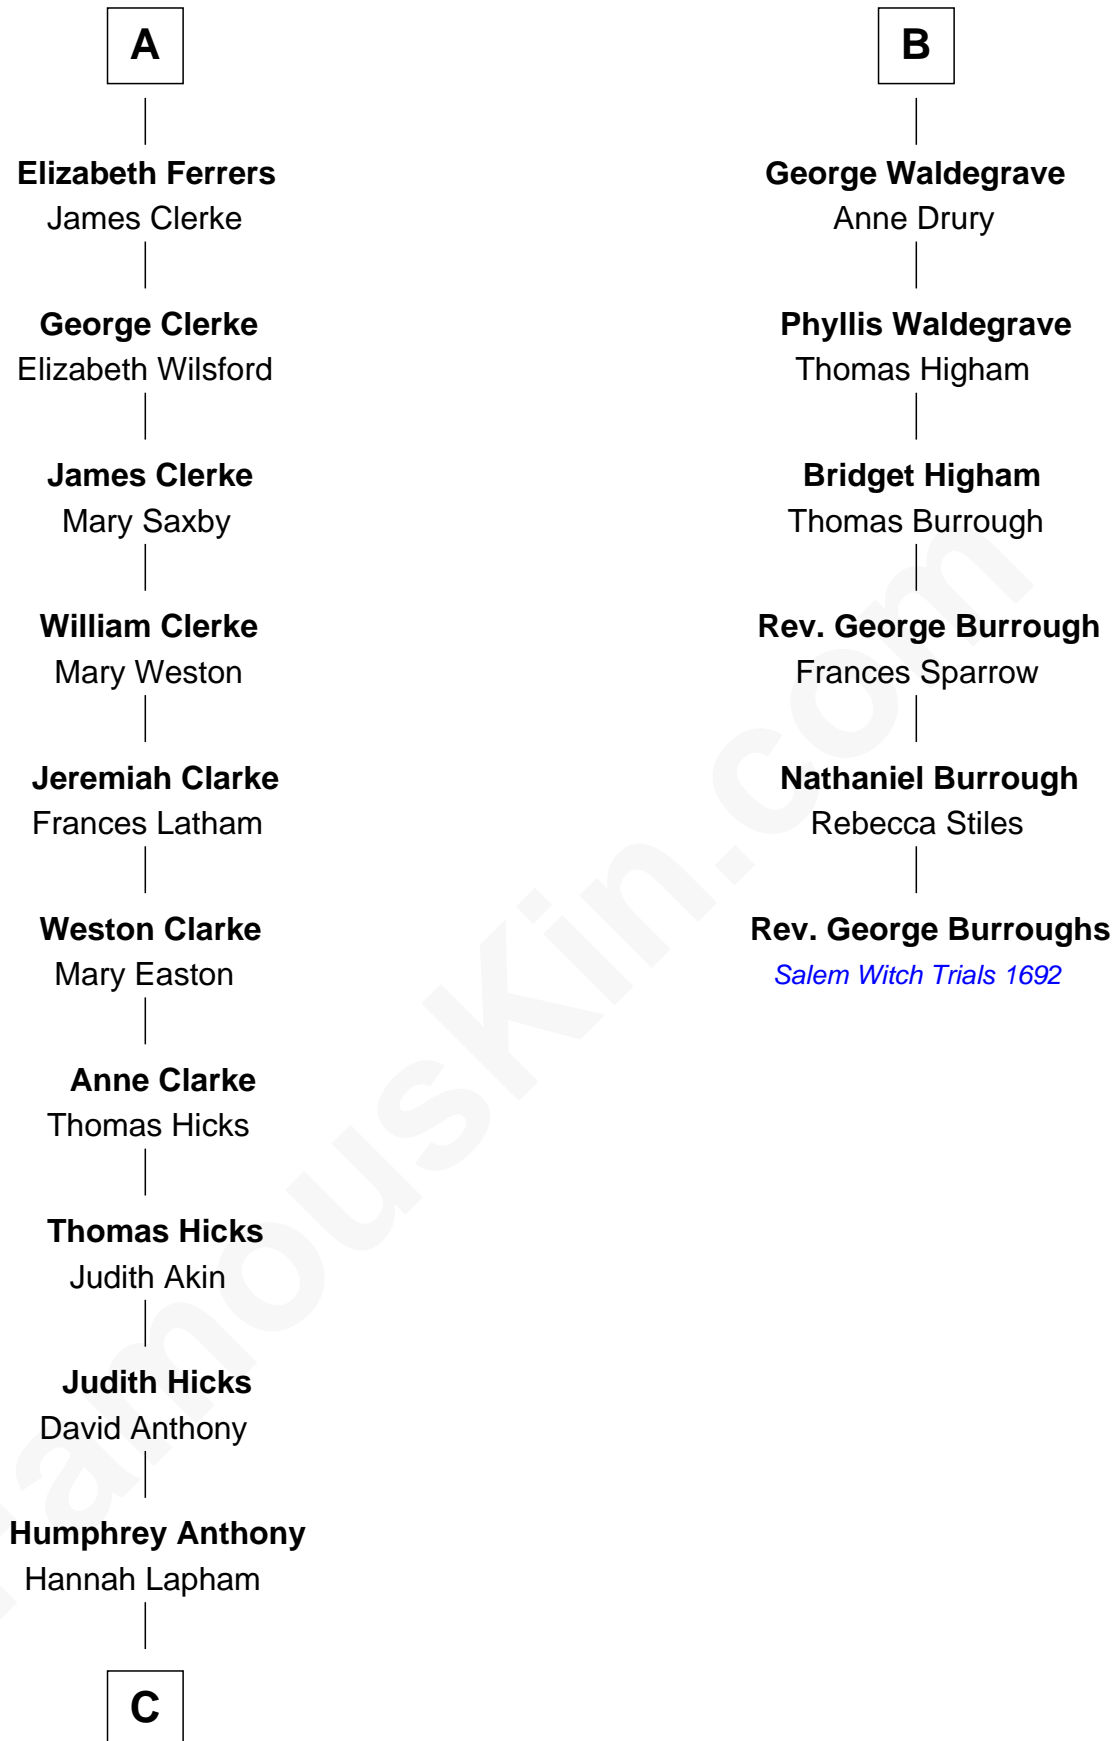 A
Elizabeth Ferrers
James Clerke
George Clerke
Elizabeth Wilsford
James Clerke
Mary Saxby
William Clerke
Mary Weston
Jeremiah Clarke
Frances Latham
Weston Clarke
Mary Easton
Anne Clarke
Thomas Hicks
Thomas Hicks
Judith Akin
Judith Hicks
David Anthony
Humphrey Anthony
Hannah Lapham
C
B
George Waldegrave
Anne Drury
Phyllis Waldegrave
Thomas Higham
Bridget Higham
Thomas Burrough
Rev. George Burrough
Frances Sparrow
Nathaniel Burrough
Rebecca Stiles
Rev. George Burroughs
Salem Witch Trials 1692
FamousKin.com